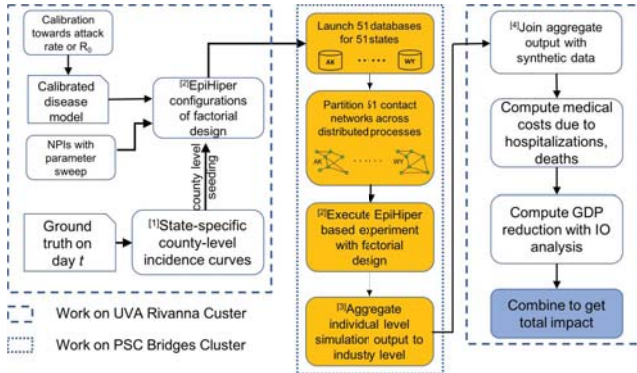 Calibration
towards attack
rate or R0
Calibrated
disease model
NPIs with
parameter
sweep
[2]EpiHiper
configurations
of factorial
design
county level
seeding
Ground
truth on
day t
[1]State-specific
county-level
incidence curves
Launch 51 databases
for 51 states
AK
WY
Partition 51 contact
networks across
distributed processes
AK
WY
[2]Execute EpiHiper
based experiment
with factorial
design
[3]Aggregate
individual level
simulation output to
industry level
[4]Join aggregate
output with
synthetic data
Compute medical
costs due to
hospitalizations,
deaths
Compute GDP
reduction with IO
analysis
Combine to get
total impact
Work on UVA Rivanna Custer
Work on PSC Bridges Cluster